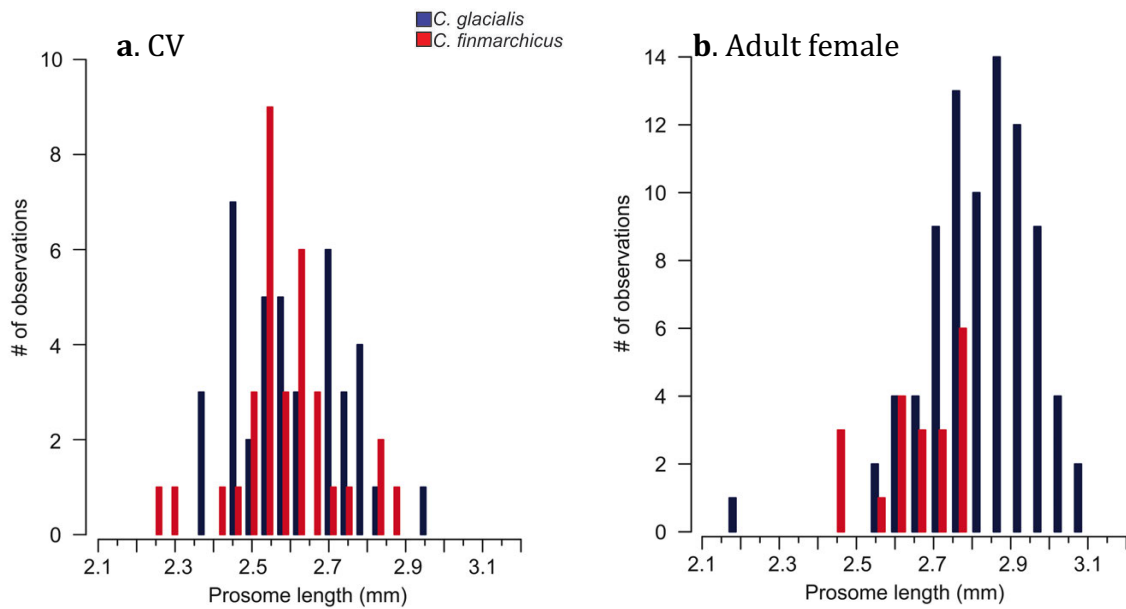 C. glacialis
C. finmarchicus
a. CV
10
8
6
4
2
0
# of observations
2.1 2.3 2.5 2.7 2.9 3.1
Prosome length (mm)
b. Adult female
14
12
10
8
6
4
2
0
# of observations
2.1 2.3 2.5 2.7 2.9 3.1
Prosome length (mm)